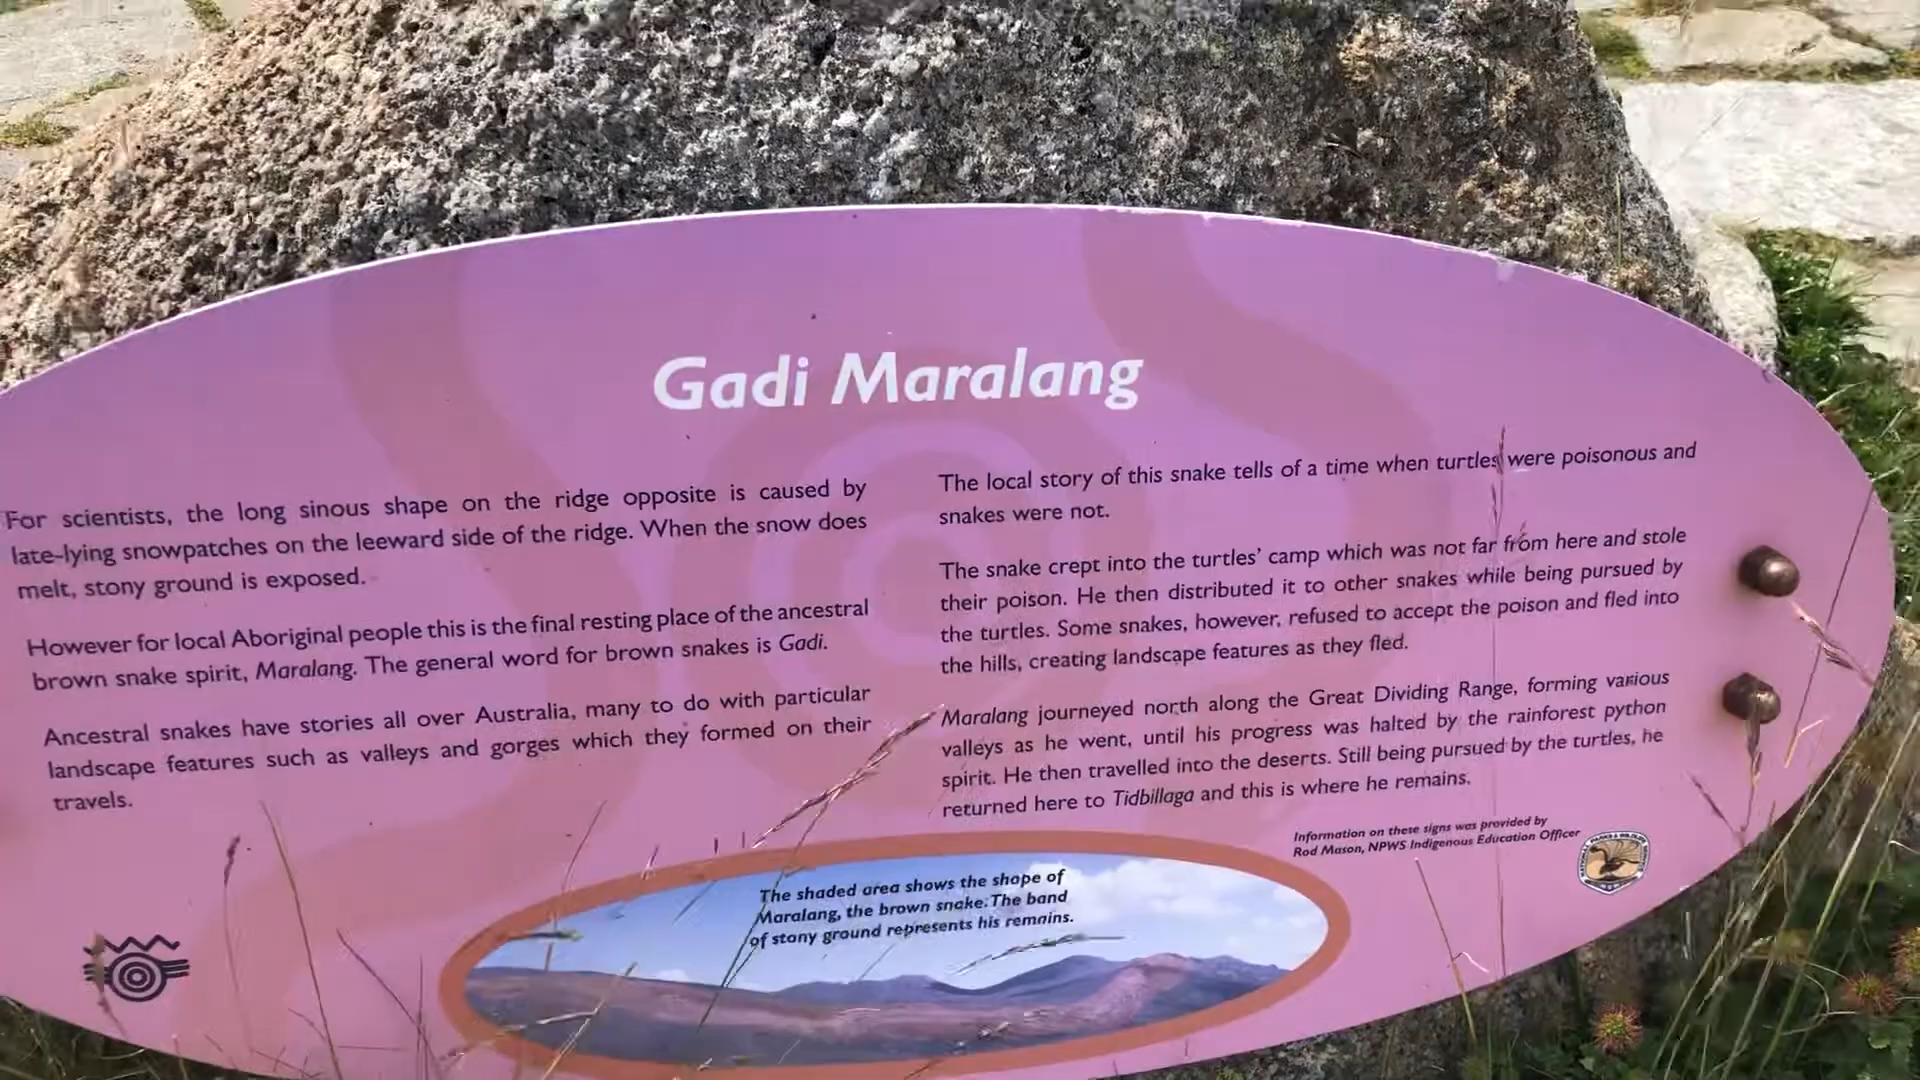 Gadi Maralang
For scientists, the long sinous shape on the ridge opposite is caused by
late-lying snowpatches on the leeward side of the ridge. When the snow does
melt, stony ground is exposed.
However for local Aboriginal people this is the final resting place of the ancestral
brown snake spirit, Maralang. The general word for brown snakes is Gadi.
Ancestral snakes have stories all over Australia, many to do with particular
landscape features such as valleys and gorges which they formed on their
travels.
The local story of this snake tells of a time when turtles were poisonous and
snakes were not.
The snake crept into the turtles' camp which was not far from here and stole
their poison. He then distributed it to other snakes while being pursued by
the turtles. Some snakes, however, refused to accept the poison and fled into
the hills, creating landscape features as they fled.
Maralang journeyed north along the Great Dividing Range, forming various
valleys as he went, until his progress was halted by the rainforest python
spirit. He then travelled into the deserts. Still being pursued by the turtles, he
returned here to Tidbillaga and this is where he remains.
Information on these signs was provided by
Rod Mason, NPWS Indigenous Education Officer
The shaded area shows the shape of
Maralang, the brown snake. The band
of stony ground represents his remains.